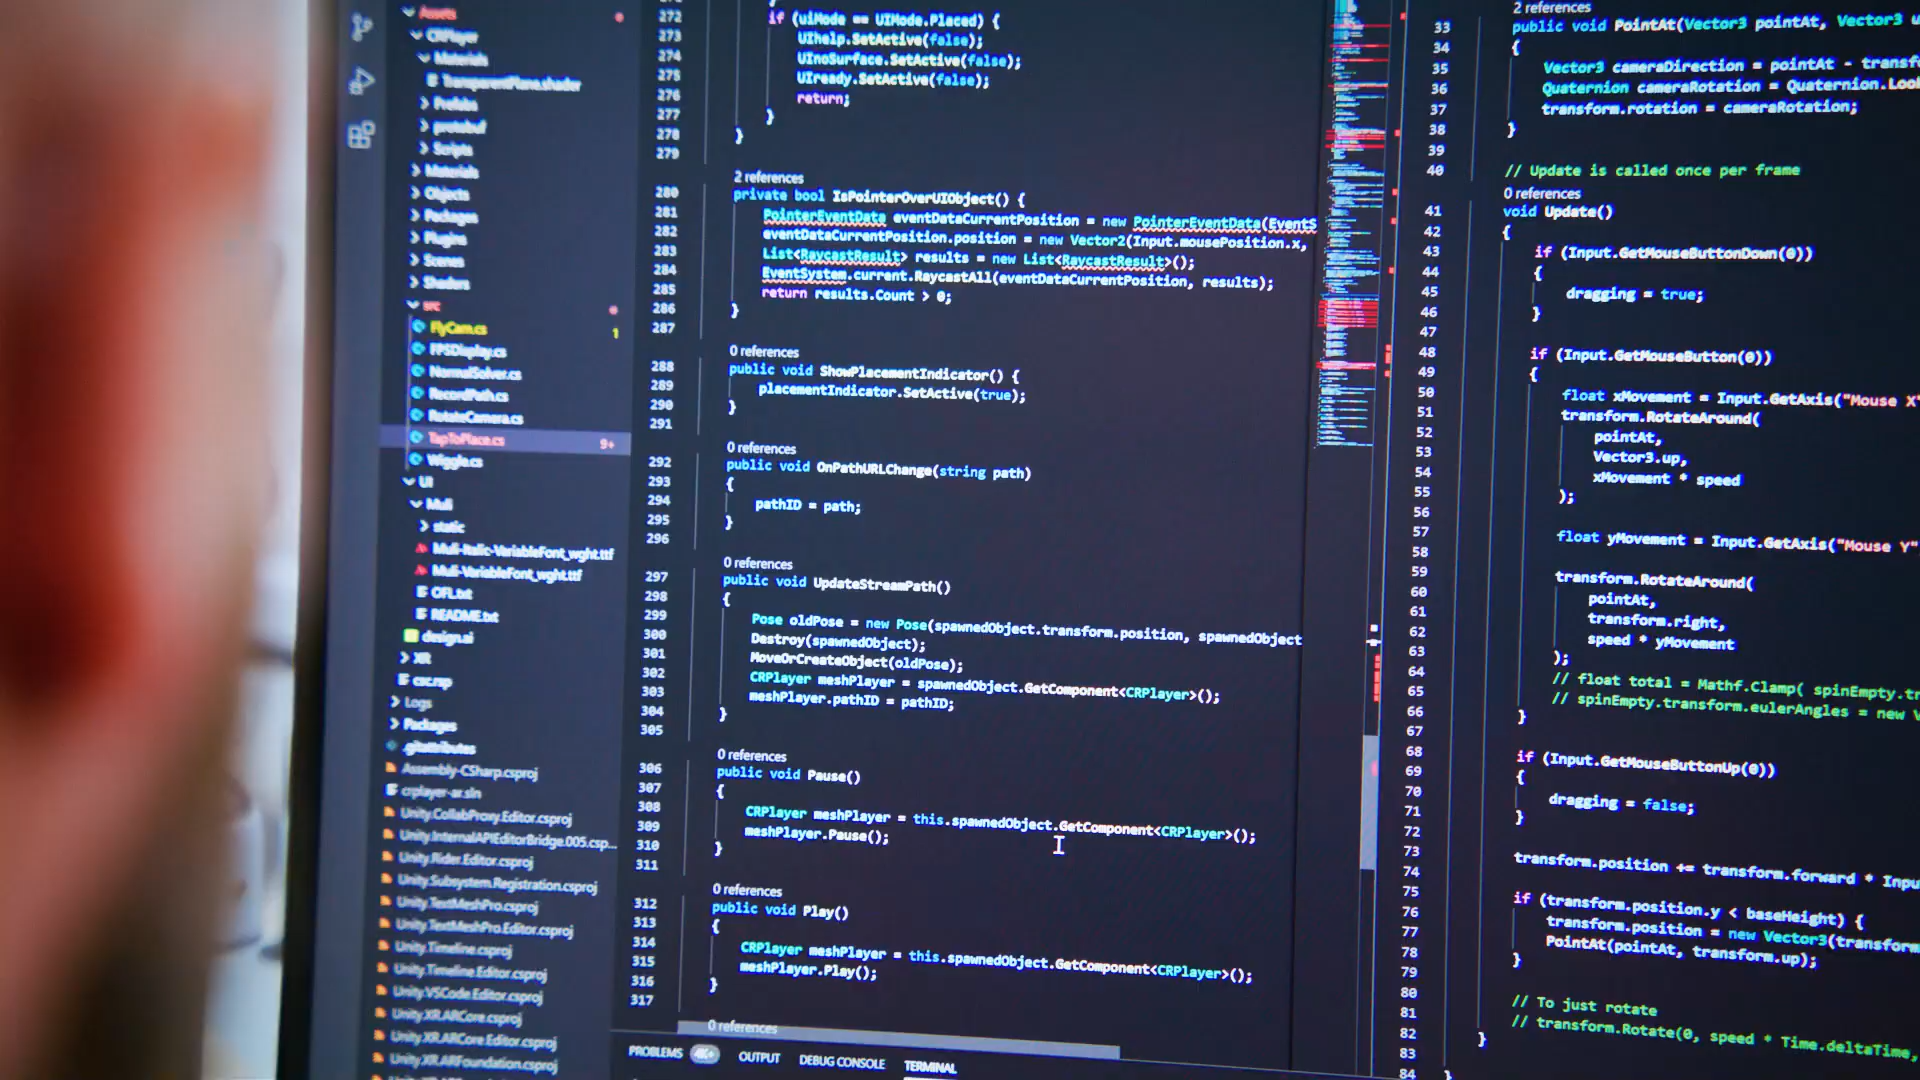 Assets
CRPlayer
Materials
TransparentPlane.shader
Prefabs
protobuf
Scripts
Materials
Objects
Packages
Plugins
Scenes
Shaders
src
FlyCam.cs 1
FPSDisplay.cs
NormalSolver.cs
RecordPath.cs
RotateCamera.cs
TapToPlace.cs 9+
Wiggle.cs
UI
Muli
static
Muli-Italic-VariableFont_wght.ttf
Muli-VariableFont_wght.ttf
OFL.txt
README.txt
design.ai
XR
csc.rsp
Logs
Packages
.gitattributes
Assembly-CSharp.csproj
crplayer-ar.sln
Unity.CollabProxy.Editor.csproj
Unity.InternalAPIEditorBridge.005.csp...
Unity.Rider.Editor.csproj
Unity.Subsystem.Registration.csproj
Unity.TextMeshPro.csproj
Unity.TextMeshPro.Editor.csproj
Unity.Timeline.csproj
Unity.Timeline.Editor.csproj
Unity.VSCode.Editor.csproj
Unity.XR.ARCore.csproj
Unity.XR.ARCore.Editor.csproj
Unity.XR.ARFoundation.csproj
272 if (uiMode == UIMode.Placed) {
273 UIhelp.SetActive(false);
274 UInoSurface.SetActive(false);
275 UIready.SetActive(false);
276 return;
277 }
278 }
279
2 references
280 private bool IsPointerOverUIObject() {
281 PointerEventData eventDataCurrentPosition = new PointerEventData(EventS
282 eventDataCurrentPosition.position = new Vector2(Input.mousePosition.x,
283 List<RaycastResult> results = new List<RaycastResult>();
284 EventSystem.current.RaycastAll(eventDataCurrentPosition, results);
285 return results.Count > 0;
286 }
287
0 references
288 public void ShowPlacementIndicator() {
289 placementIndicator.SetActive(true);
290 }
291
0 references
292 public void OnPathURLChange(string path)
293 {
294 pathID = path;
295 }
296
0 references
297 public void UpdateStreamPath()
298 {
299 Pose oldPose = new Pose(spawnedObject.transform.position, spawnedObject
300 Destroy(spawnedObject);
301 MoveOrCreateObject(oldPose);
302 CRPlayer meshPlayer = spawnedObject.GetComponent<CRPlayer>();
303 meshPlayer.pathID = pathID;
304 }
305
0 references
306 public void Pause()
307 {
308 CRPlayer meshPlayer = this.spawnedObject.GetComponent<CRPlayer>();
309 meshPlayer.Pause();
310 }
311
0 references
312 public void Play()
313 {
314 CRPlayer meshPlayer = this.spawnedObject.GetComponent<CRPlayer>();
315 meshPlayer.Play();
316 }
317
0 references
PROBLEMS 4K+ OUTPUT DEBUG CONSOLE TERMINAL
2 references
33 public void PointAt(Vector3 pointAt, Vector3 u
34 {
35 Vector3 cameraDirection = pointAt - transf
36 Quaternion cameraRotation = Quaternion.Loo
37 transform.rotation = cameraRotation;
38 }
39
40 // Update is called once per frame
0 references
41 void Update()
42 {
43 if (Input.GetMouseButtonDown(0))
44 {
45 dragging = true;
46 }
47
48 if (Input.GetMouseButton(0))
49 {
50 float xMovement = Input.GetAxis("Mouse X"
51 transform.RotateAround(
52 pointAt,
53 Vector3.up,
54 xMovement * speed
55 );
56
57 float yMovement = Input.GetAxis("Mouse Y"
58
59 transform.RotateAround(
60 pointAt,
61 transform.right,
62 speed * yMovement
63 );
64 // float total = Mathf.Clamp( spinEmpty.tr
65 // spinEmpty.transform.eulerAngles = new V
66 }
67
68 if (Input.GetMouseButtonUp(0))
69 {
70 dragging = false;
71 }
72
73 transform.position += transform.forward * Inpu
74
75 if (transform.position.y < baseHeight) {
76 transform.position = new Vector3(transform
77 PointAt(pointAt, transform.up);
78 }
79
80 // To just rotate
81 // transform.Rotate(0, speed * Time.deltaTime,
82 }
83
84 }